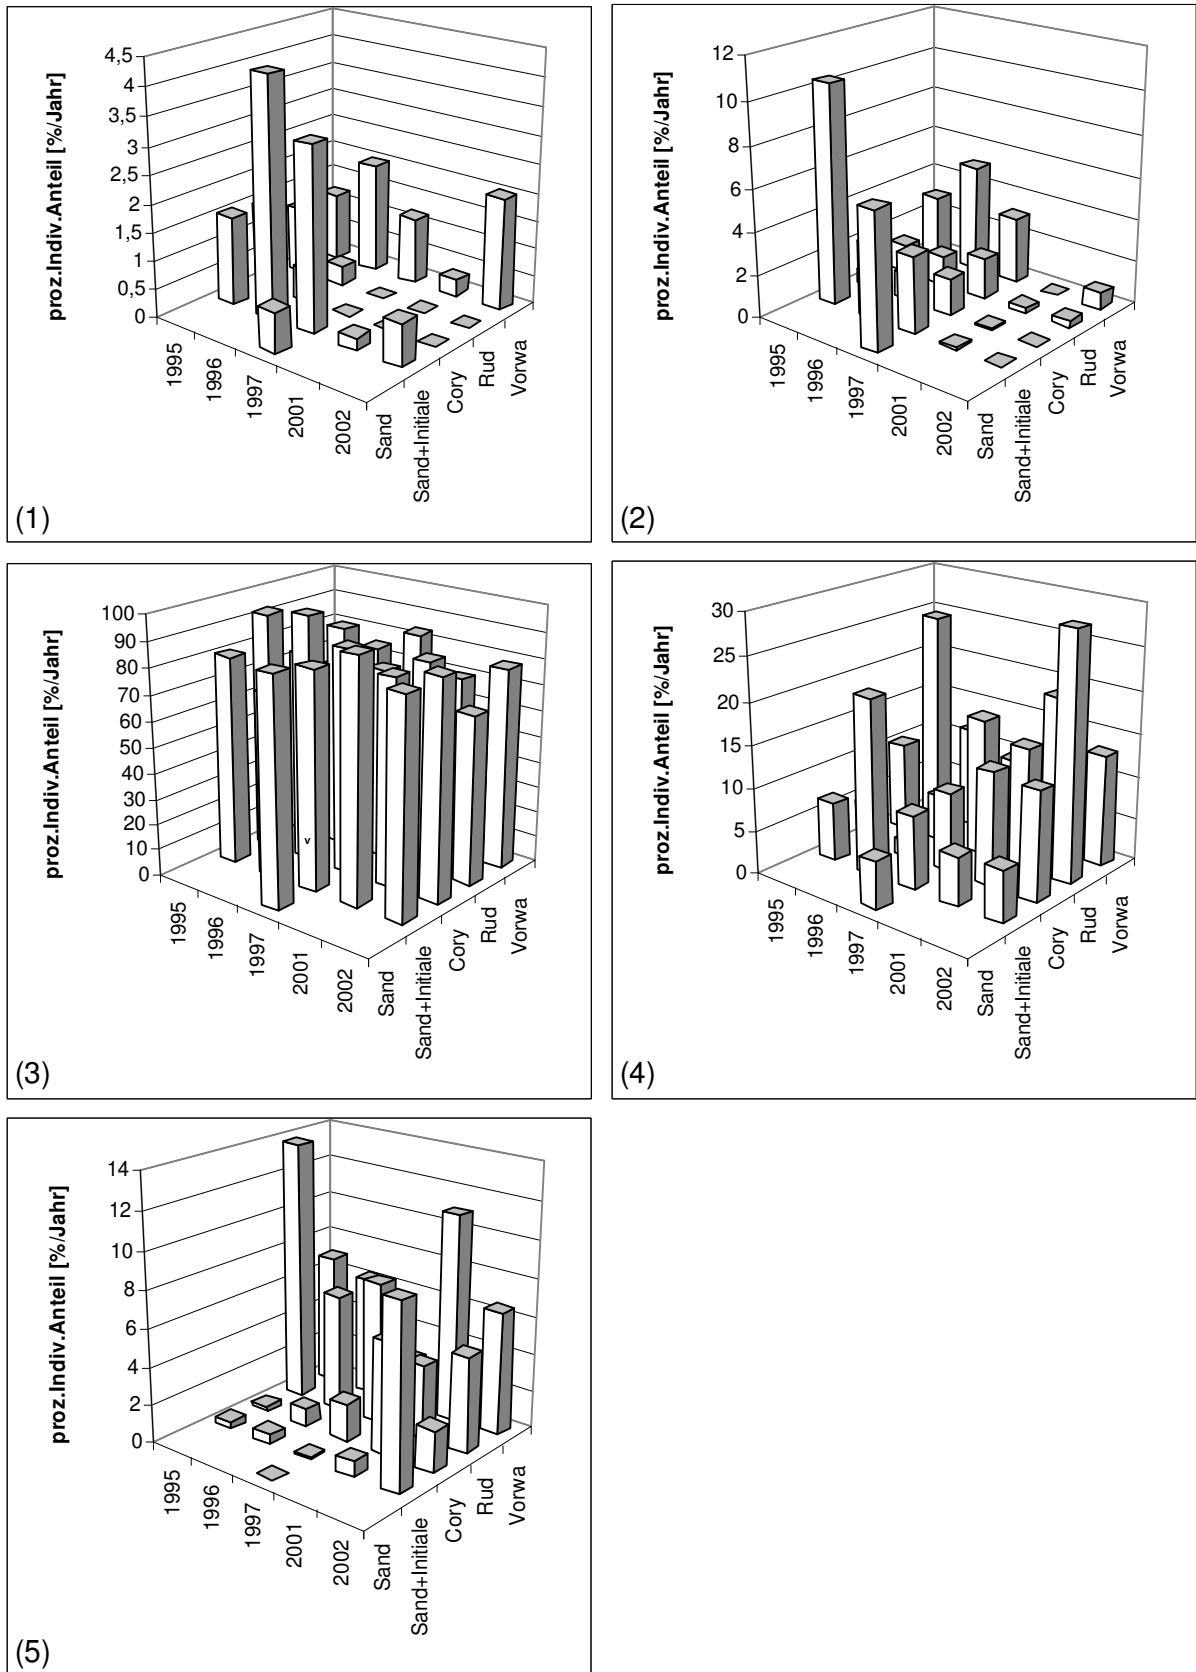 proz.Indiv.Anteil [%/Jahr]
4,5
4
3,5
3
2,5
2
1,5
1
0,5
0
1995
1996
1997
2001
2002
Sand
Sand+Initiale
Cory
Rud
Vorwa
(1)
proz.Indiv.Anteil [%/Jahr]
12
10
8
6
4
2
0
1995
1996
1997
2001
2002
Sand
Sand+Initiale
Cory
Rud
Vorwa
(2)
proz.Indiv.Anteil [%/Jahr]
100
90
80
70
60
50
40
30
20
10
0
v
1995
1996
1997
2001
2002
Sand
Sand+Initiale
Cory
Rud
Vorwa
(3)
proz.Indiv.Anteil [%/Jahr]
30
25
20
15
10
5
0
1995
1996
1997
2001
2002
Sand
Sand+Initiale
Cory
Rud
Vorwa
(4)
proz.Indiv.Anteil [%/Jahr]
14
12
10
8
6
4
2
0
1995
1996
1997
2001
2002
Sand
Sand+Initiale
Cory
Rud
Vorwa
(5)